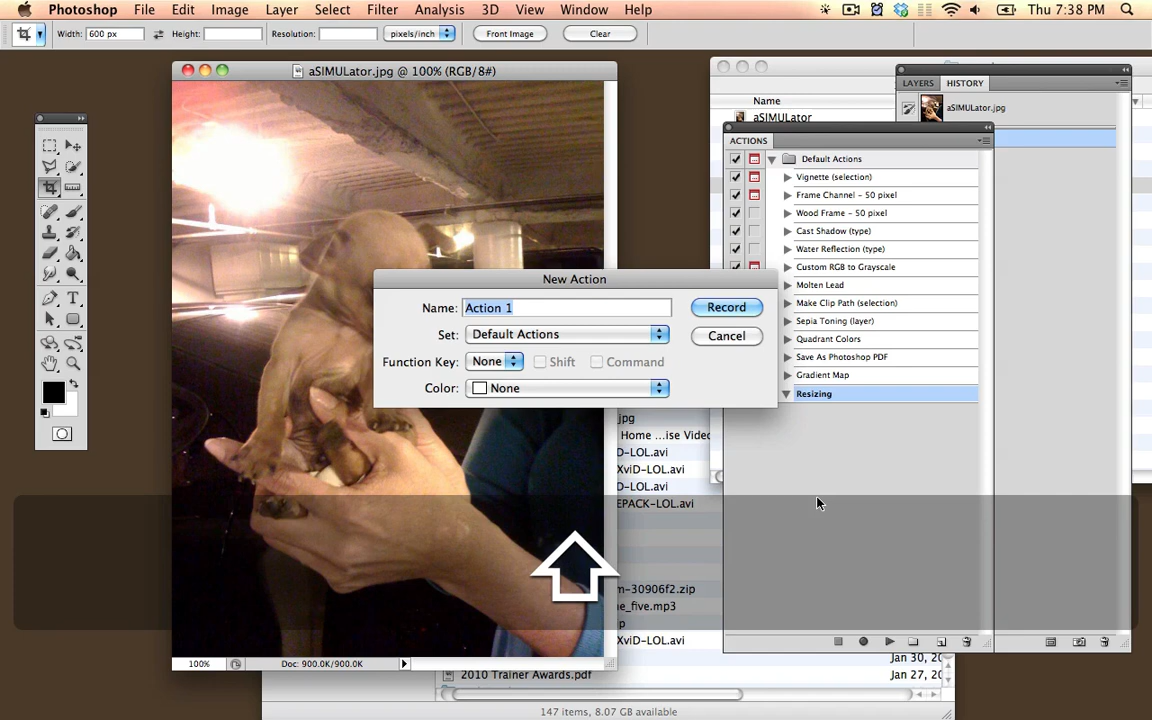 Photoshop File Edit Image Layer Select Filter Analysis 3D View Window Help Thu 7:38 PM
Width: 600 px Height: Resolution: pixels/inch Front Image Clear
aSIMULator.jpg @ 100% (RGB/8#)
Name
aSIMULator
LAYERS HISTORY
aSIMULator.jpg
ACTIONS
Default Actions
Vignette (selection)
Frame Channel - 50 pixel
Wood Frame - 50 pixel
Cast Shadow (type)
Water Reflection (type)
Custom RGB to Grayscale
Molten Lead
Make Clip Path (selection)
Sepia Toning (layer)
Quadrant Colors
Save As Photoshop PDF
Gradient Map
Resizing
New Action
Name: Action 1 Record
Set: Default Actions Cancel
Function Key: None Shift Command
Color: None
jpg
Home ...ise Videc
D-LOL.avi
XviD-LOL.avi
D-LOL.avi
EPACK-LOL.avi
m-30906f2.zip
ne_five.mp3
p
XviD-LOL.avi
Jan 30, 20
2010 Trainer Awards.pdf Jan 27, 20
100% Doc: 900.0K/900.0K
147 items, 8.07 GB available